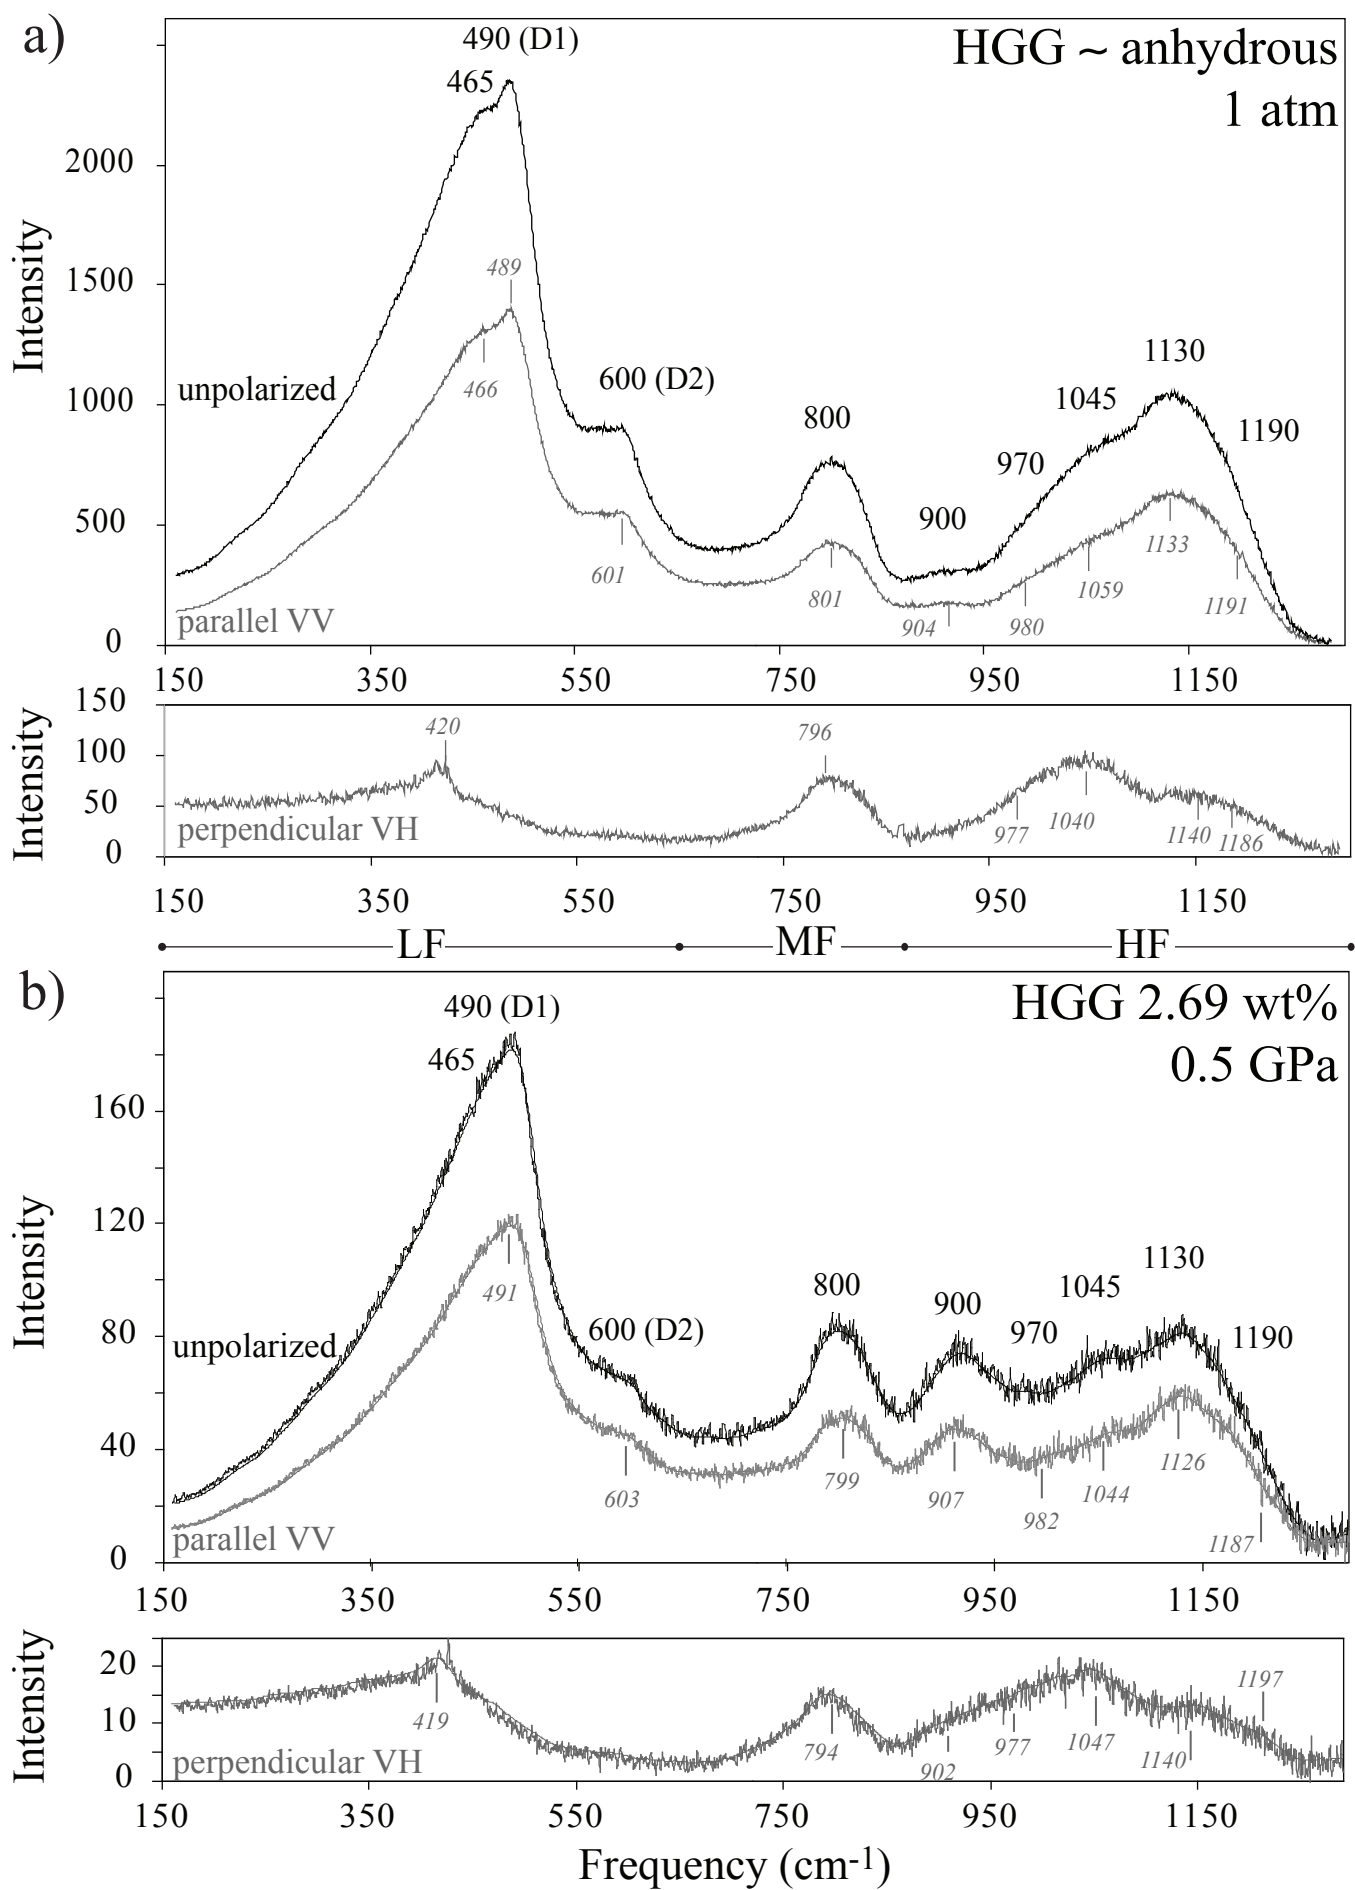 a)
HGG ~ anhydrous
1 atm
490 (D1)
465
2000
1500
1000
500
0
Intensity
489
466
unpolarized
600 (D2)
601
800
801
900
904
970
980
1045
1059
1130
1133
1190
1191
parallel VV
150 350 550 750 950 1150
150
100
50
0
Intensity
420
796
977
1040
1140
1186
perpendicular VH
150 350 550 750 950 1150
LF MF HF
b)
HGG 2.69 wt%
0.5 GPa
490 (D1)
465
160
120
80
40
0
Intensity
491
unpolarized
600 (D2)
603
800
799
900
907
970
982
1045
1044
1130
1126
1190
1187
parallel VV
150 350 550 750 950 1150
20
10
0
Intensity
419
794
902
977
1047
1140
1197
perpendicular VH
150 350 550 750 950 1150
Frequency (cm-1)